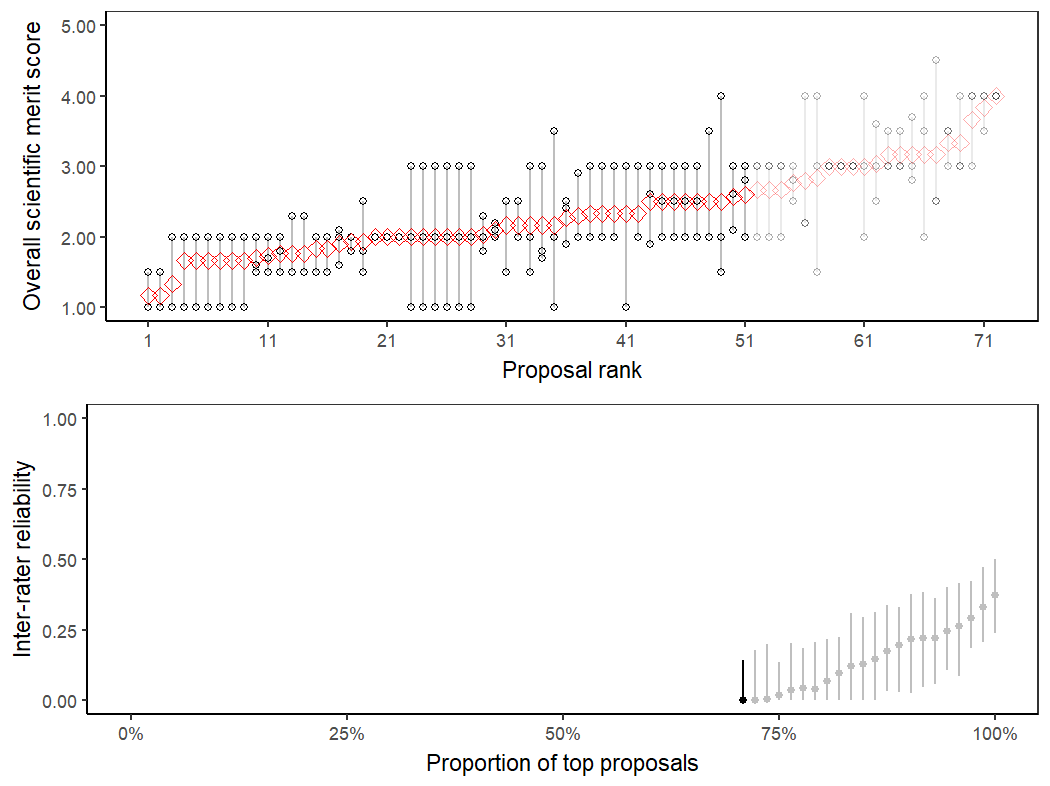 Overall scientific merit score
5.00
4.00
3.00
2.00
1.00
1 11 21 31 41 51 61 71
Proposal rank
Inter-rater reliability
1.00
0.75
0.50
0.25
0.00
0% 25% 50% 75% 100%
Proportion of top proposals